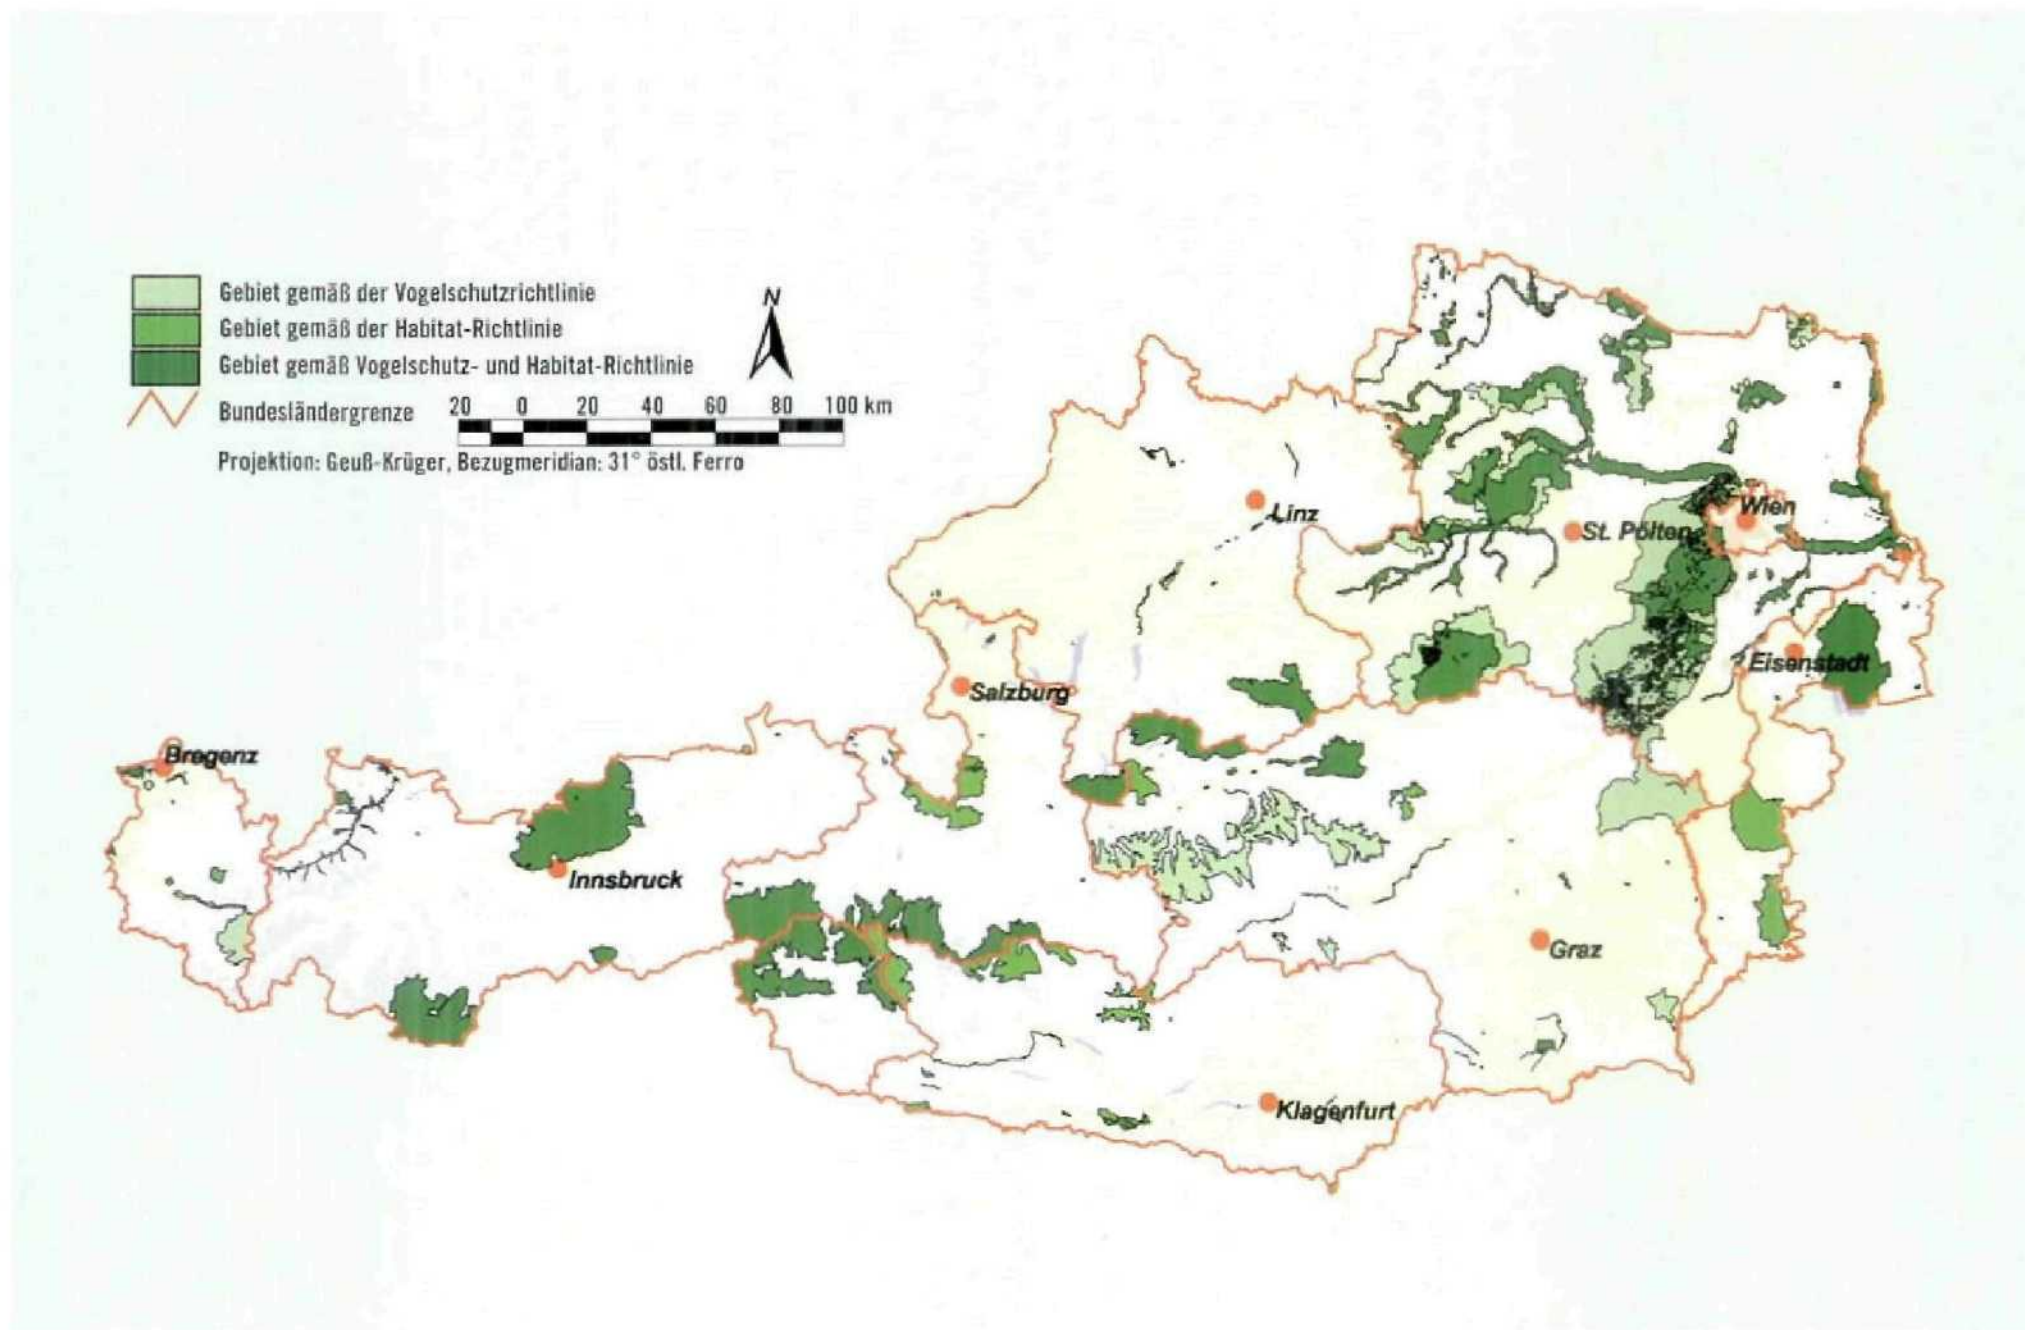 Gebiet gemäß der Vogelschutzrichtlinie
Gebiet gemäß der Habitat-Richtlinie
Gebiet gemäß Vogelschutz- und Habitat-Richtlinie
Bundesländergrenze
N
20 0 20 40 60 80 100 km
Projektion: Geuß-Krüger, Bezugmeridian: 31° östl. Ferro
Linz
Wien
St. Pölten
Eisenstadt
Salzburg
Bregenz
Innsbruck
Graz
Klagenfurt